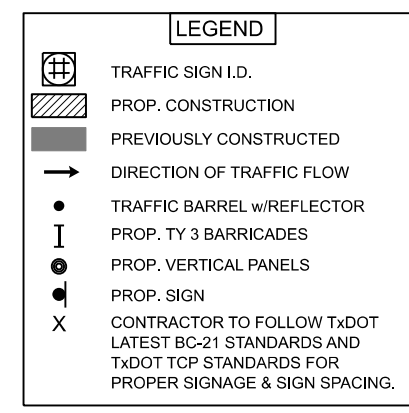 LEGEND
# TRAFFIC SIGN I.D.
PROP. CONSTRUCTION
PREVIOUSLY CONSTRUCTED
DIRECTION OF TRAFFIC FLOW
TRAFFIC BARREL w/REFLECTOR
PROP. TY 3 BARRICADES
PROP. VERTICAL PANELS
PROP. SIGN
X CONTRACTOR TO FOLLOW TxDOT
LATEST BC-21 STANDARDS AND
TxDOT TCP STANDARDS FOR
PROPER SIGNAGE & SIGN SPACING.